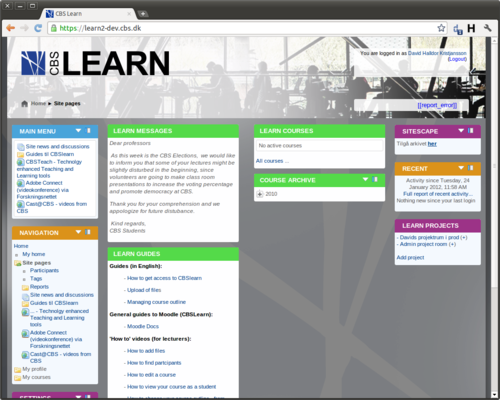 CBS Learn
https://learn2-dev.cbs.dk
CBS LEARN
You are logged in as David Halldor Kristjansson
(Logout)
Home ► Site pages
[[report_error]]
MAIN MENU
Site news and discussions
Guides til CBSlearn
CBSTeach - Technolgy
enhanced Teaching and
Learning tools
Adobe Connect
(videokonference) via
Forskningsnettet
Cast@CBS - videos from
CBS
NAVIGATION
Home
My home
Site pages
Participants
Tags
Reports
Site news and discussions
Guides til CBSlearn
... - Technolgy enhanced
Teaching and Learning
tools
Adobe Connect
(videokonference) via
Forskningsnettet
Cast@CBS - videos from
CBS
My profile
My courses
SETTINGS
LEARN MESSAGES
Dear professors
As this week is the CBS Elections, we would like
to inform you that some of your lectures might be
slightly disturbed in the beginning, since
volunteers are going to make class room
presentations to increase the voting percentage
and promote democracy at CBS.
Thank you for your comprehension and we
appologize for future disturbance.
Kind regards,
CBS Students
LEARN GUIDES
Guides (in English):
- How to get access to CBSLearn
- Upload of files
- Managing course outline
General guides to Moodle (CBSLearn):
- Moodle Docs
'How to' videos (for lecturers):
- How to add files
- How to find partcipants
- How to edit a course
- How to view your course as a student
LEARN COURSES
No active courses
All courses ...
COURSE ARCHIVE
2010
SITESCAPE
Tilgå arkivet her
RECENT
Activity since Tuesday, 24
January 2012, 11:58 AM
Full report of recent activity...
Nothing new since your last login
LEARN PROJECTS
- Davids projektrum i prod (+)
- Admin project room (+)
Add project